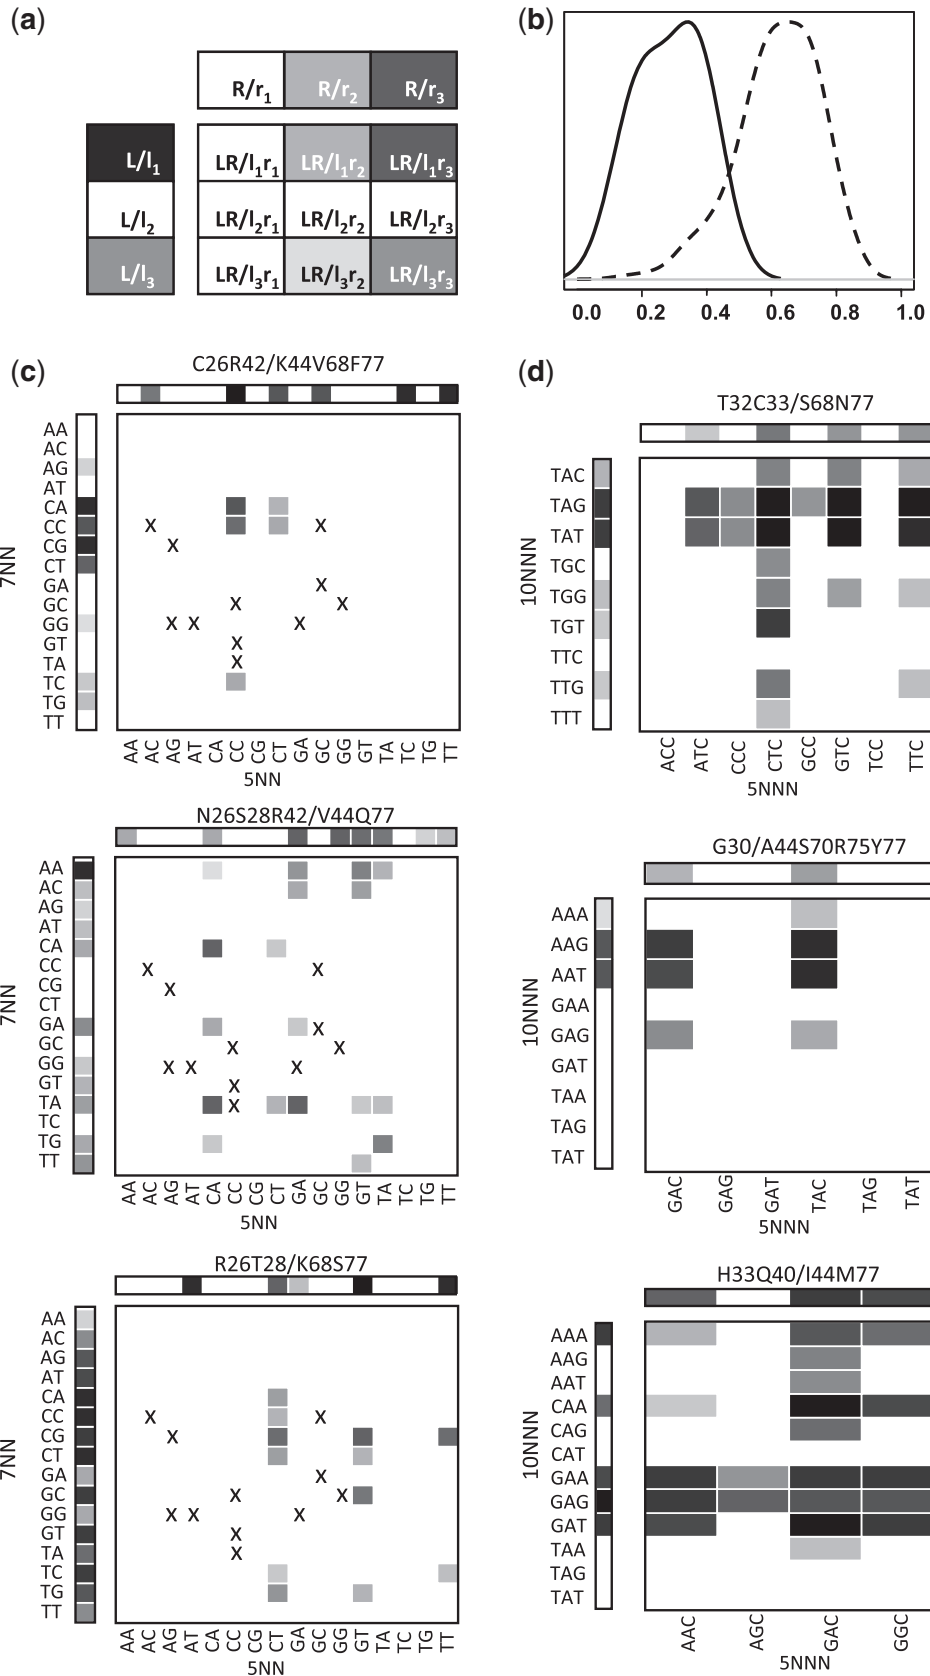 (a)
R/r1 R/r2 R/r3
L/l1 LR/l1r1 LR/l1r2 LR/l1r3
L/l2 LR/l2r1 LR/l2r2 LR/l2r3
L/l3 LR/l3r1 LR/l3r2 LR/l3r3
(b)
0.0 0.2 0.4 0.6 0.8 1.0
(c)
C26R42/K44V68F77
7NN
AA
AC
AG
AT
CA
CC X X
CG X
CT
GA X
GC X X
GG X X X
GT X
TA X
TC
TG
TT
AA AC AG AT CA CC CG CT GA GC GG GT TA TC TG TT
5NN
N26S28R42/V44Q77
7NN
AA
AC
AG
AT
CA
CC X X
CG X
CT
GA X
GC X X
GG X X X
GT X
TA X
TC
TG
TT
AA AC AG AT CA CC CG CT GA GC GG GT TA TC TG TT
5NN
R26T28/K68S77
7NN
AA
AC
AG
AT
CA
CC X X
CG X
CT
GA X
GC X X
GG X X X
GT X
TA X
TC
TG
TT
AA AC AG AT CA CC CG CT GA GC GG GT TA TC TG TT
5NN
(d)
T32C33/S68N77
10NNN
TAC
TAG
TAT
TGC
TGG
TGT
TTC
TTG
TTT
ACC ATC CCC CTC GCC GTC TCC TTC
5NNN
G30/A44S70R75Y77
10NNN
AAA
AAG
AAT
GAA
GAG
GAT
TAA
TAG
TAT
GAC GAG GAT TAC TAG TAT
5NNN
H33Q40/I44M77
10NNN
AAA
AAG
AAT
CAA
CAG
CAT
GAA
GAG
GAT
TAA
TAG
TAT
AAC AGC GAC GGC
5NNN